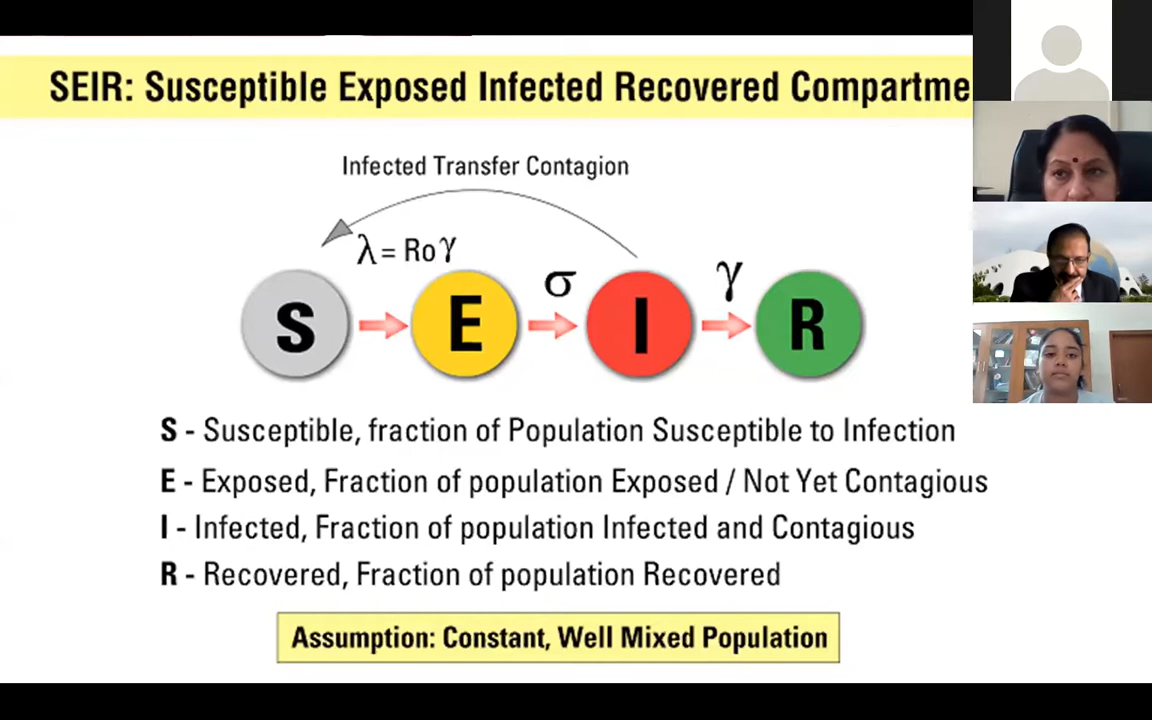 SEIR: Susceptible Exposed Infected Recovered Compartme
Infected Transfer Contagion
λ = Ro γ
σ
γ
S
E
I
R
S - Susceptible, fraction of Population Susceptible to Infection
E - Exposed, Fraction of population Exposed / Not Yet Contagious
I - Infected, Fraction of population Infected and Contagious
R - Recovered, Fraction of population Recovered
Assumption: Constant, Well Mixed Population